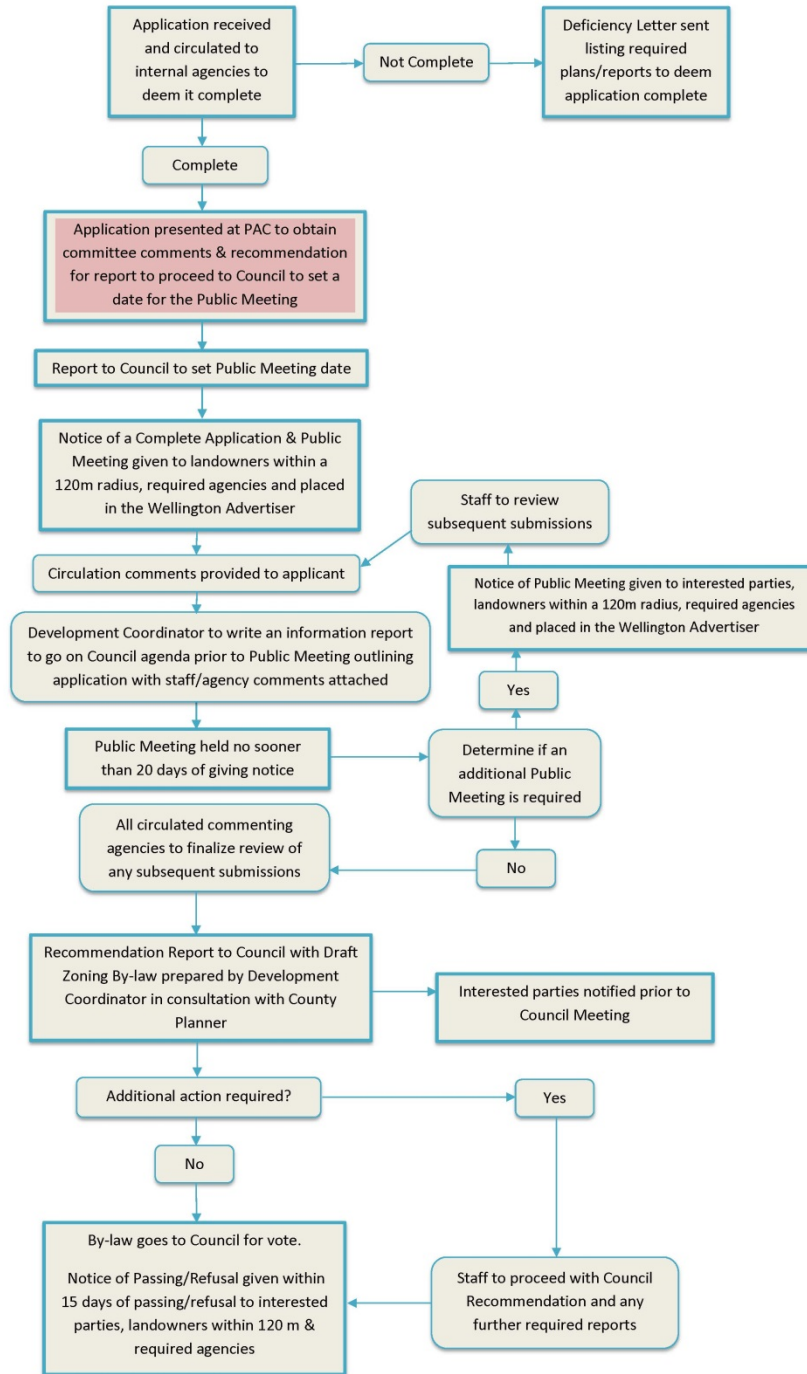 Application received
and circulated to
internal agencies to
deem it complete
Not Complete
Deficiency Letter sent
listing required
plans/reports to deem
application complete
Complete
Application presented at PAC to obtain
committee comments & recommendation
for report to proceed to Council to set a
date for the Public Meeting
Report to Council to set Public Meeting date
Notice of a Complete Application & Public
Meeting given to landowners within a
120m radius, required agencies and placed
in the Wellington Advertiser
Staff to review
subsequent submissions
Circulation comments provided to applicant
Notice of Public Meeting given to interested parties,
landowners within a 120m radius, required agencies
and placed in the Wellington Advertiser
Development Coordinator to write an information report
to go on Council agenda prior to Public Meeting outlining
application with staff/agency comments attached
Yes
Public Meeting held no sooner
than 20 days of giving notice
Determine if an
additional Public
Meeting is required
All circulated commenting
agencies to finalize review of
any subsequent submissions
No
Recommendation Report to Council with Draft
Zoning By-law prepared by Development
Coordinator in consultation with County
Planner
Interested parties notified prior to
Council Meeting
Additional action required?
Yes
No
By-law goes to Council for vote.
Notice of Passing/Refusal given within
15 days of passing/refusal to interested
parties, landowners within 120 m &
required agencies
Staff to proceed with Council
Recommendation and any
further required reports